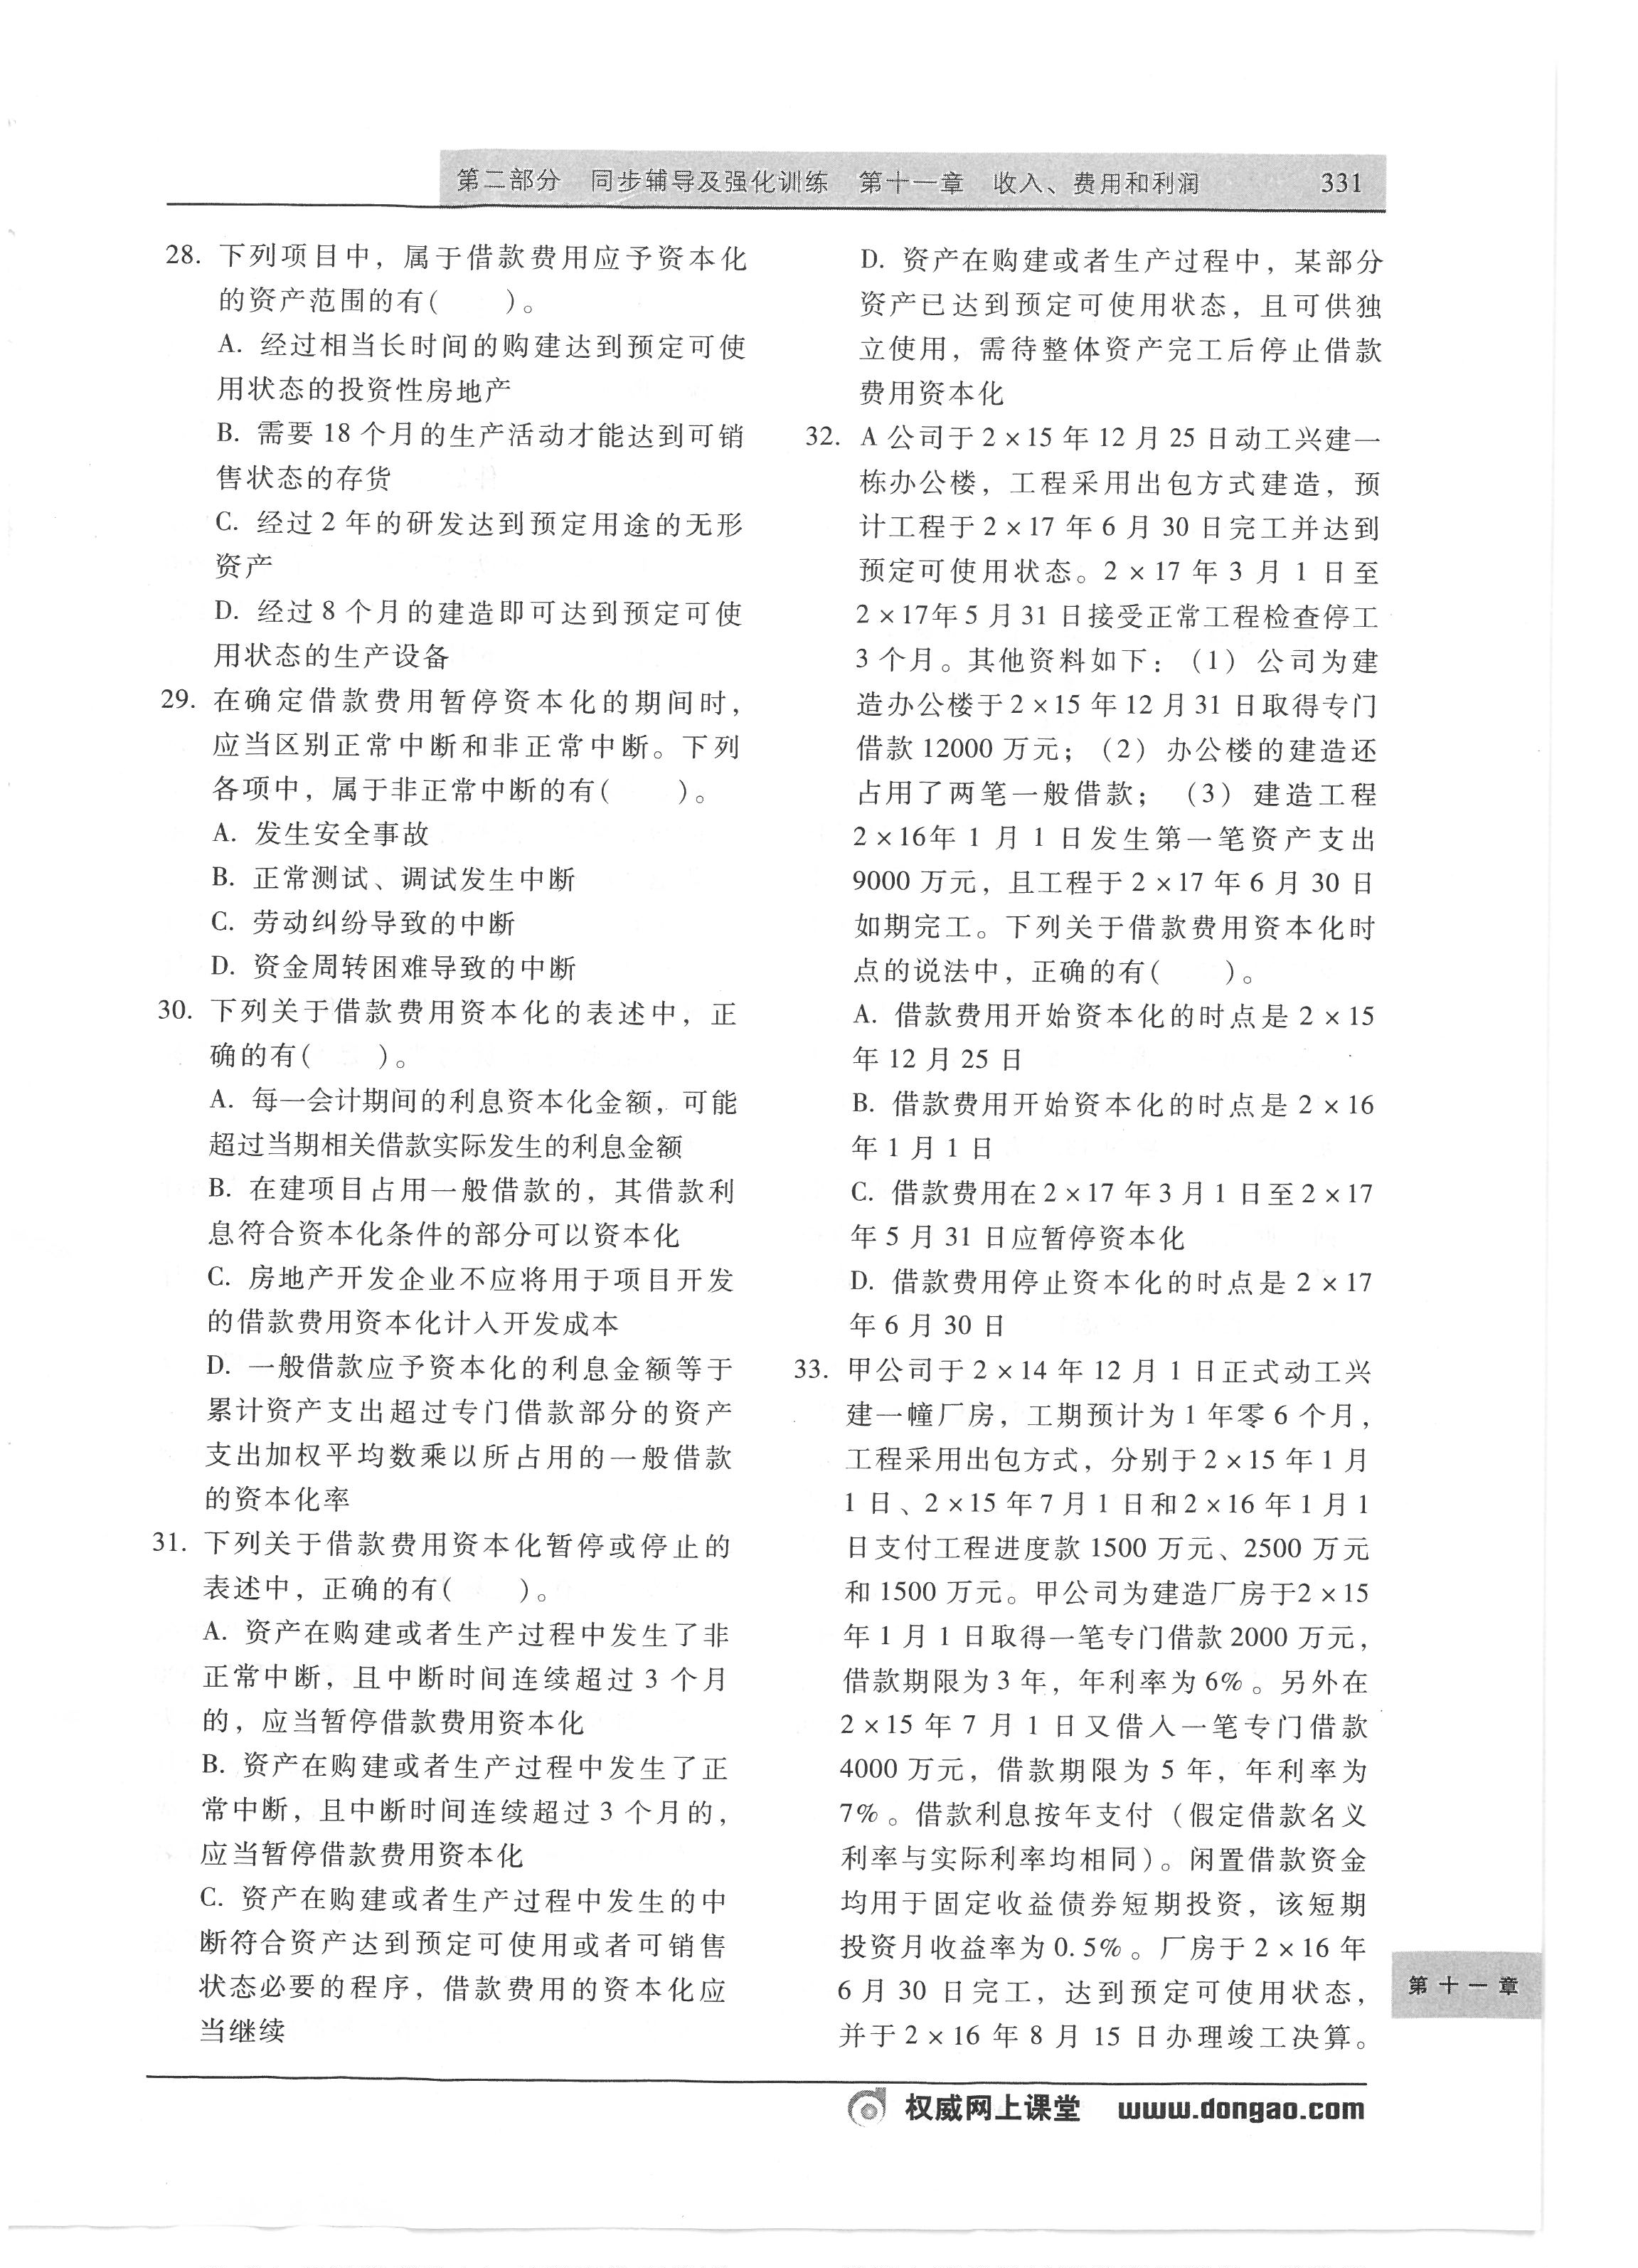 第二部分 同步辅导及强化训练 第十一章 收入、费用和利润 331
28. 下列项目中，属于借款费用应予资本化
的资产范围的有( )。
A. 经过相当长时间的购建达到预定可使
用状态的投资性房地产
B. 需要 18 个月的生产活动才能达到可销
售状态的存货
C. 经过 2 年的研发达到预定用途的无形
资产
D. 经过 8 个月的建造即可达到预定可使
用状态的生产设备
29. 在确定借款费用暂停资本化的期间时，
应当区别正常中断和非正常中断。下列
各项中，属于非正常中断的有( )。
A. 发生安全事故
B. 正常测试、调试发生中断
C. 劳动纠纷导致的中断
D. 资金周转困难导致的中断
30. 下列关于借款费用资本化的表述中，正
确的有( )。
A. 每一会计期间的利息资本化金额，可能
超过当期相关借款实际发生的利息金额
B. 在建项目占用一般借款的，其借款利
息符合资本化条件的部分可以资本化
C. 房地产开发企业不应将用于项目开发
的借款费用资本化计入开发成本
D. 一般借款应予资本化的利息金额等于
累计资产支出超过专门借款部分的资产
支出加权平均数乘以所占用的一般借款
的资本化率
31. 下列关于借款费用资本化暂停或停止的
表述中，正确的有( )。
A. 资产在购建或者生产过程中发生了非
正常中断，且中断时间连续超过 3 个月
的，应当暂停借款费用资本化
B. 资产在购建或者生产过程中发生了正
常中断，且中断时间连续超过 3 个月的，
应当暂停借款费用资本化
C. 资产在购建或者生产过程中发生的中
断符合资产达到预定可使用或者可销售
状态必要的程序，借款费用的资本化应
当继续
D. 资产在购建或者生产过程中，某部分
资产已达到预定可使用状态，且可供独
立使用，需待整体资产完工后停止借款
费用资本化
32. A 公司于 2×15 年 12 月 25 日动工兴建一
栋办公楼，工程采用出包方式建造，预
计工程于 2×17 年 6 月 30 日完工并达到
预定可使用状态。2×17 年 3 月 1 日至
2×17年 5 月 31 日接受正常工程检查停工
3 个月。其他资料如下：(1) 公司为建
造办公楼于 2×15 年 12 月 31 日取得专门
借款 12000 万元；(2) 办公楼的建造还
占用了两笔一般借款；(3) 建造工程
2×16年 1 月 1 日发生第一笔资产支出
9000 万元，且工程于 2×17 年 6 月 30 日
如期完工。下列关于借款费用资本化时
点的说法中，正确的有( )。
A. 借款费用开始资本化的时点是 2×15
年 12 月 25 日
B. 借款费用开始资本化的时点是 2×16
年 1 月 1 日
C. 借款费用在 2×17 年 3 月 1 日至 2×17
年 5 月 31 日应暂停资本化
D. 借款费用停止资本化的时点是 2×17
年 6 月 30 日
33. 甲公司于 2×14 年 12 月 1 日正式动工兴
建一幢厂房，工期预计为 1 年零 6 个月，
工程采用出包方式，分别于 2×15 年 1 月
1 日、2×15 年 7 月 1 日和 2×16 年 1 月 1
日支付工程进度款 1500 万元、2500 万元
和 1500 万元。甲公司为建造厂房于2×15
年 1 月 1 日取得一笔专门借款 2000 万元，
借款期限为 3 年，年利率为 6%。另外在
2×15 年 7 月 1 日又借入一笔专门借款
4000 万元，借款期限为 5 年，年利率为
7%。借款利息按年支付（假定借款名义
利率与实际利率均相同)。闲置借款资金
均用于固定收益债券短期投资，该短期
投资月收益率为 0.5%。厂房于 2×16 年
6 月 30 日完工，达到预定可使用状态，
并于 2×16 年 8 月 15 日办理竣工决算。
第十一章
权威网上课堂 www.dongao.com